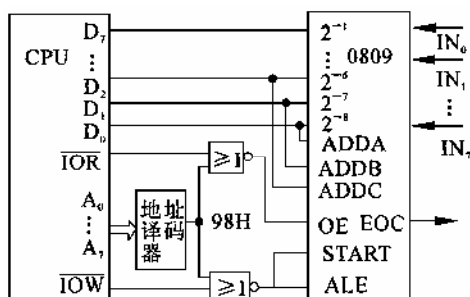 CPU
D₇
⋮
D₂
D₁
D₀
IOR
A₀
⋮
A₇
IOW
地址
译码
器
98H
≥1
≥1
0809
2⁻¹
⋮
2⁻⁶
2⁻⁷
2⁻⁸
ADDA
ADDB
ADDC
OE EOC
START
ALE
IN₀
IN₁
⋮
IN₇